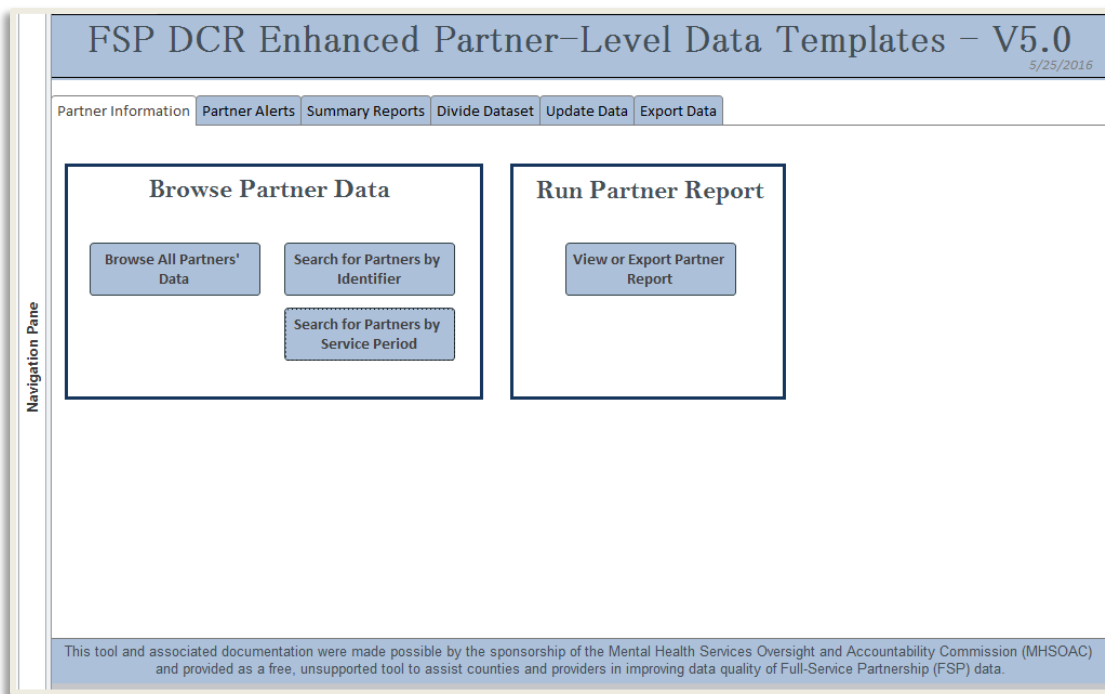 FSP DCR Enhanced Partner-Level Data Templates - V5.0
5/25/2016
Partner Information Partner Alerts Summary Reports Divide Dataset Update Data Export Data
Browse Partner Data
Browse All Partners'
Data
Search for Partners by
Identifier
Search for Partners by
Service Period
Run Partner Report
View or Export Partner
Report
Navigation Pane
This tool and associated documentation were made possible by the sponsorship of the Mental Health Services Oversight and Accountability Commission (MHSOAC)
and provided as a free, unsupported tool to assist counties and providers in improving data quality of Full-Service Partnership (FSP) data.